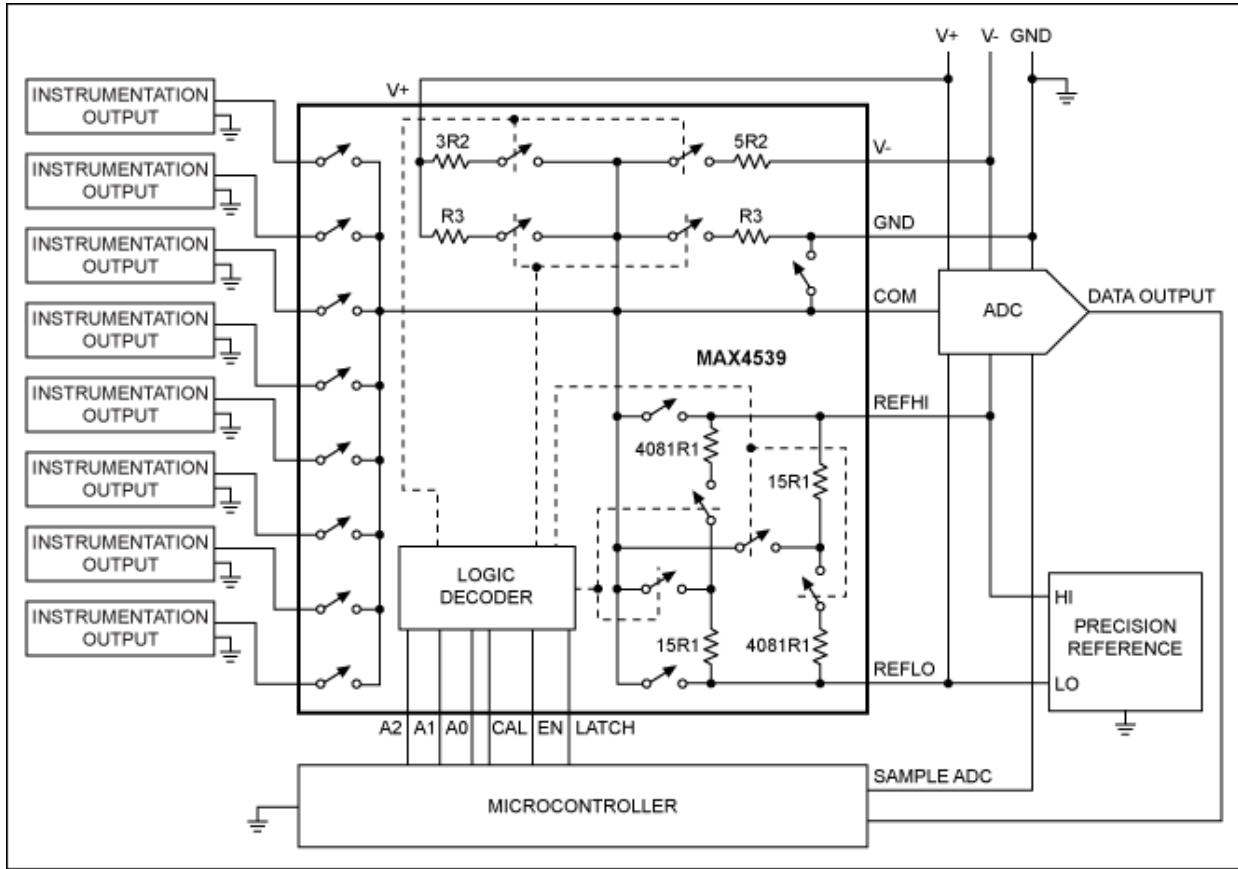 V+ V- GND
INSTRUMENTATION
OUTPUT
INSTRUMENTATION
OUTPUT
INSTRUMENTATION
OUTPUT
INSTRUMENTATION
OUTPUT
INSTRUMENTATION
OUTPUT
INSTRUMENTATION
OUTPUT
INSTRUMENTATION
OUTPUT
INSTRUMENTATION
OUTPUT
V+
3R2
5R2
V-
R3
R3
GND
COM
ADC
DATA OUTPUT
MAX4539
REFHI
4081R1
15R1
LOGIC
DECODER
15R1
4081R1
REFLO
HI
PRECISION
REFERENCE
LO
A2 A1 A0 CAL EN LATCH
SAMPLE ADC
MICROCONTROLLER